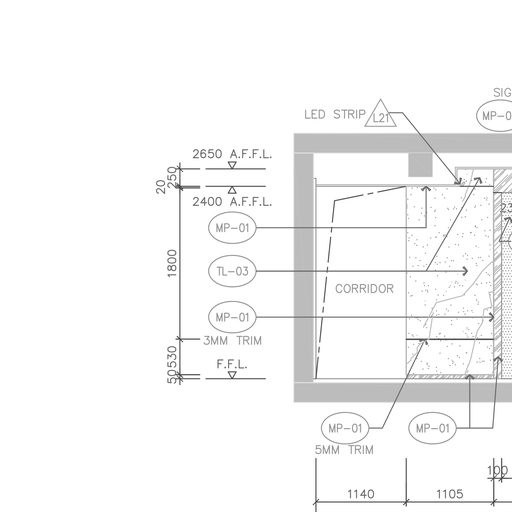 SIG
MP-0
LED STRIP
L21
2650 A.F.F.L.
250
20
2400 A.F.F.L.
23
MP-01
1800
TL-03
CORRIDOR
MP-01
3MM TRIM
530
F.F.L.
50
MP-01
MP-01
5MM TRIM
100
1140
1105